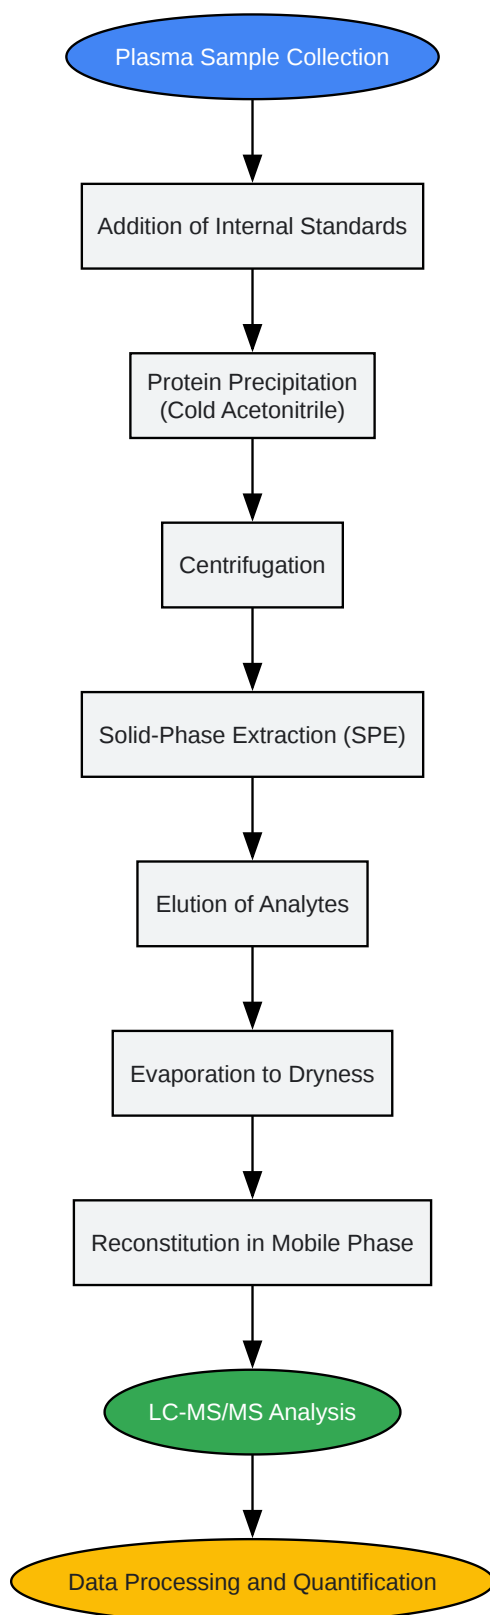 Plasma Sample Collection
Addition of Internal Standards
Protein Precipitation
(Cold Acetonitrile)
Centrifugation
Solid-Phase Extraction (SPE)
Elution of Analytes
Evaporation to Dryness
Reconstitution in Mobile Phase
LC-MS/MS Analysis
Data Processing and Quantification